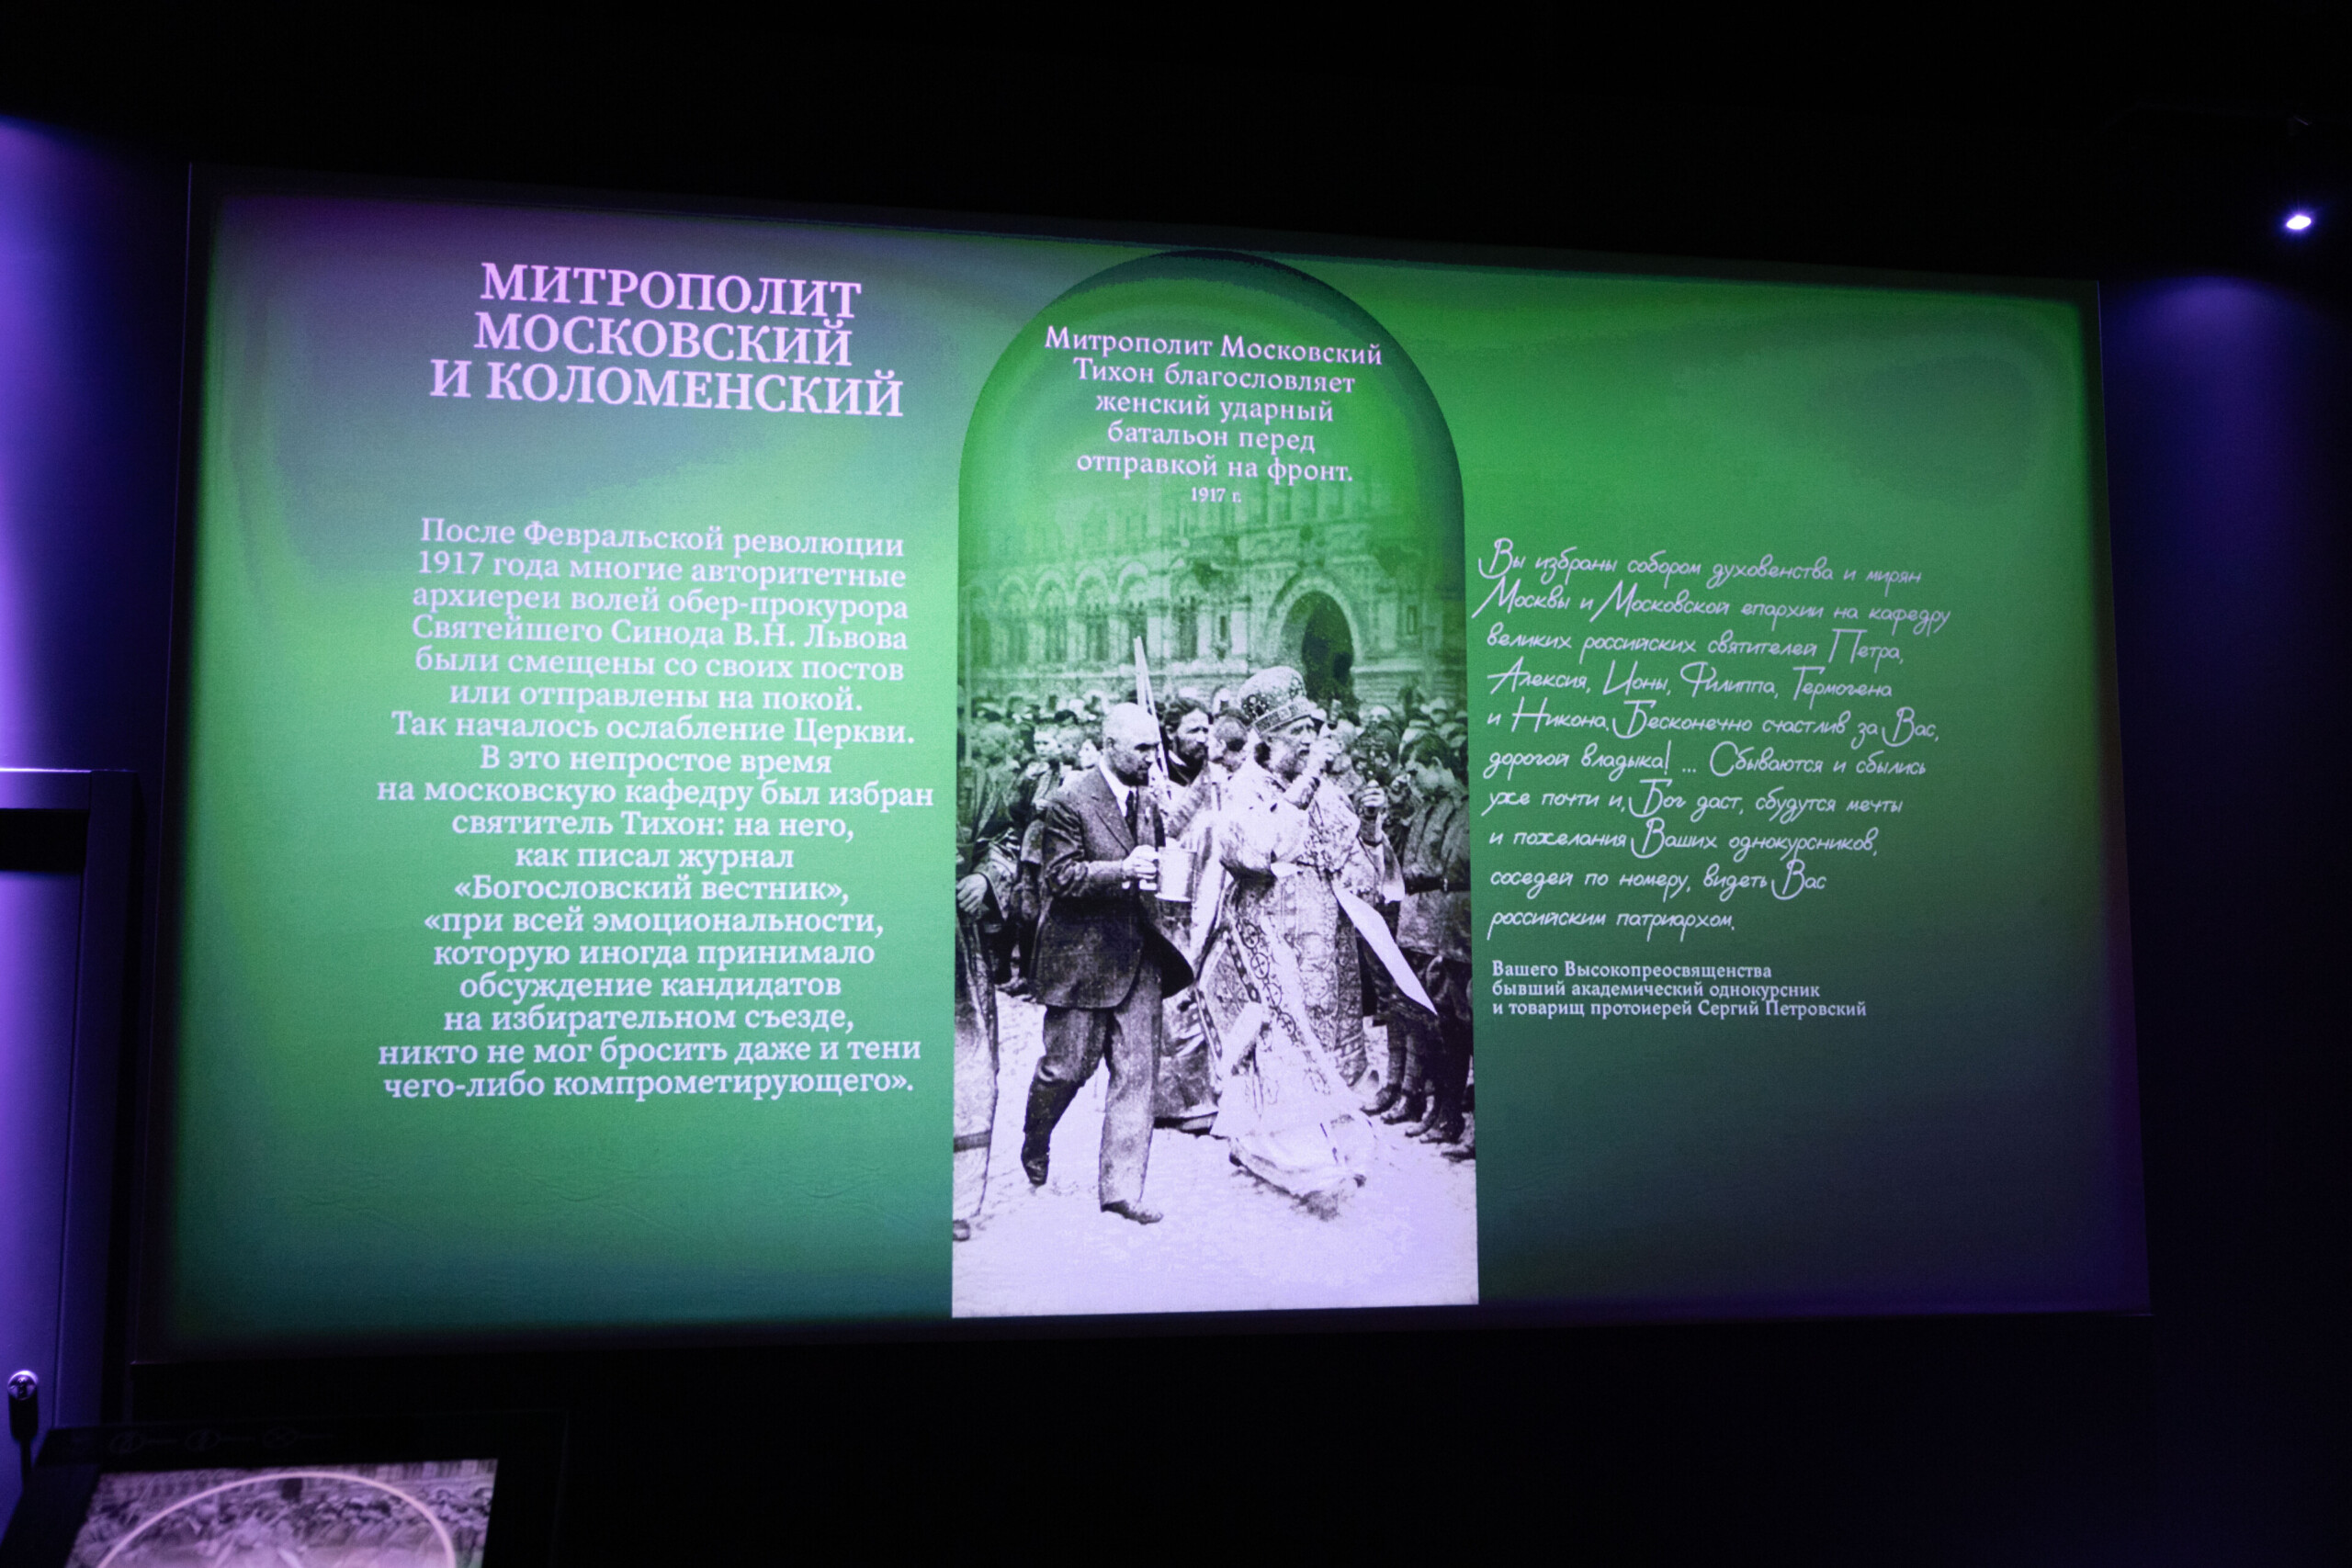 МИТРОПОЛИТ
МОСКОВСКИЙ
И КОЛОМЕНСКИЙ
После Февральской революции
1917 года многие авторитетные
архиереи волей обер-прокурора
Святейшего Синода В.Н. Львова
были смещены со своих постов
или отправлены на покой.
Так началось ослабление Церкви.
В это непростое время
на московскую кафедру был избран
святитель Тихон: на него,
как писал журнал
«Богословский вестник»,
«при всей эмоциональности,
которую иногда принимало
обсуждение кандидатов
на избирательном съезде,
никто не мог бросить даже и тени
чего-либо компрометирующего».
Митрополит Московский
Тихон благословляет
женский ударный
батальон перед
отправкой на фронт.
1917 г.
Вы избраны собором духовенства и мирян
Москвы и Московской епархии на кафедру
великих российских святителей Петра,
Алексия, Ионы, Филиппа, Гермогена
и Никона. Бесконечно счастлив за Вас,
дорогой владыка! ... Сбываются и сбылись
уже почти и, Бог даст, сбудутся мечты
и пожелания Ваших однокурсников,
соседей по номеру, видеть Вас
российским патриархом.
Вашего Высокопреосвященства
бывший академический однокурсник
и товарищ протоиерей Сергий Петровский